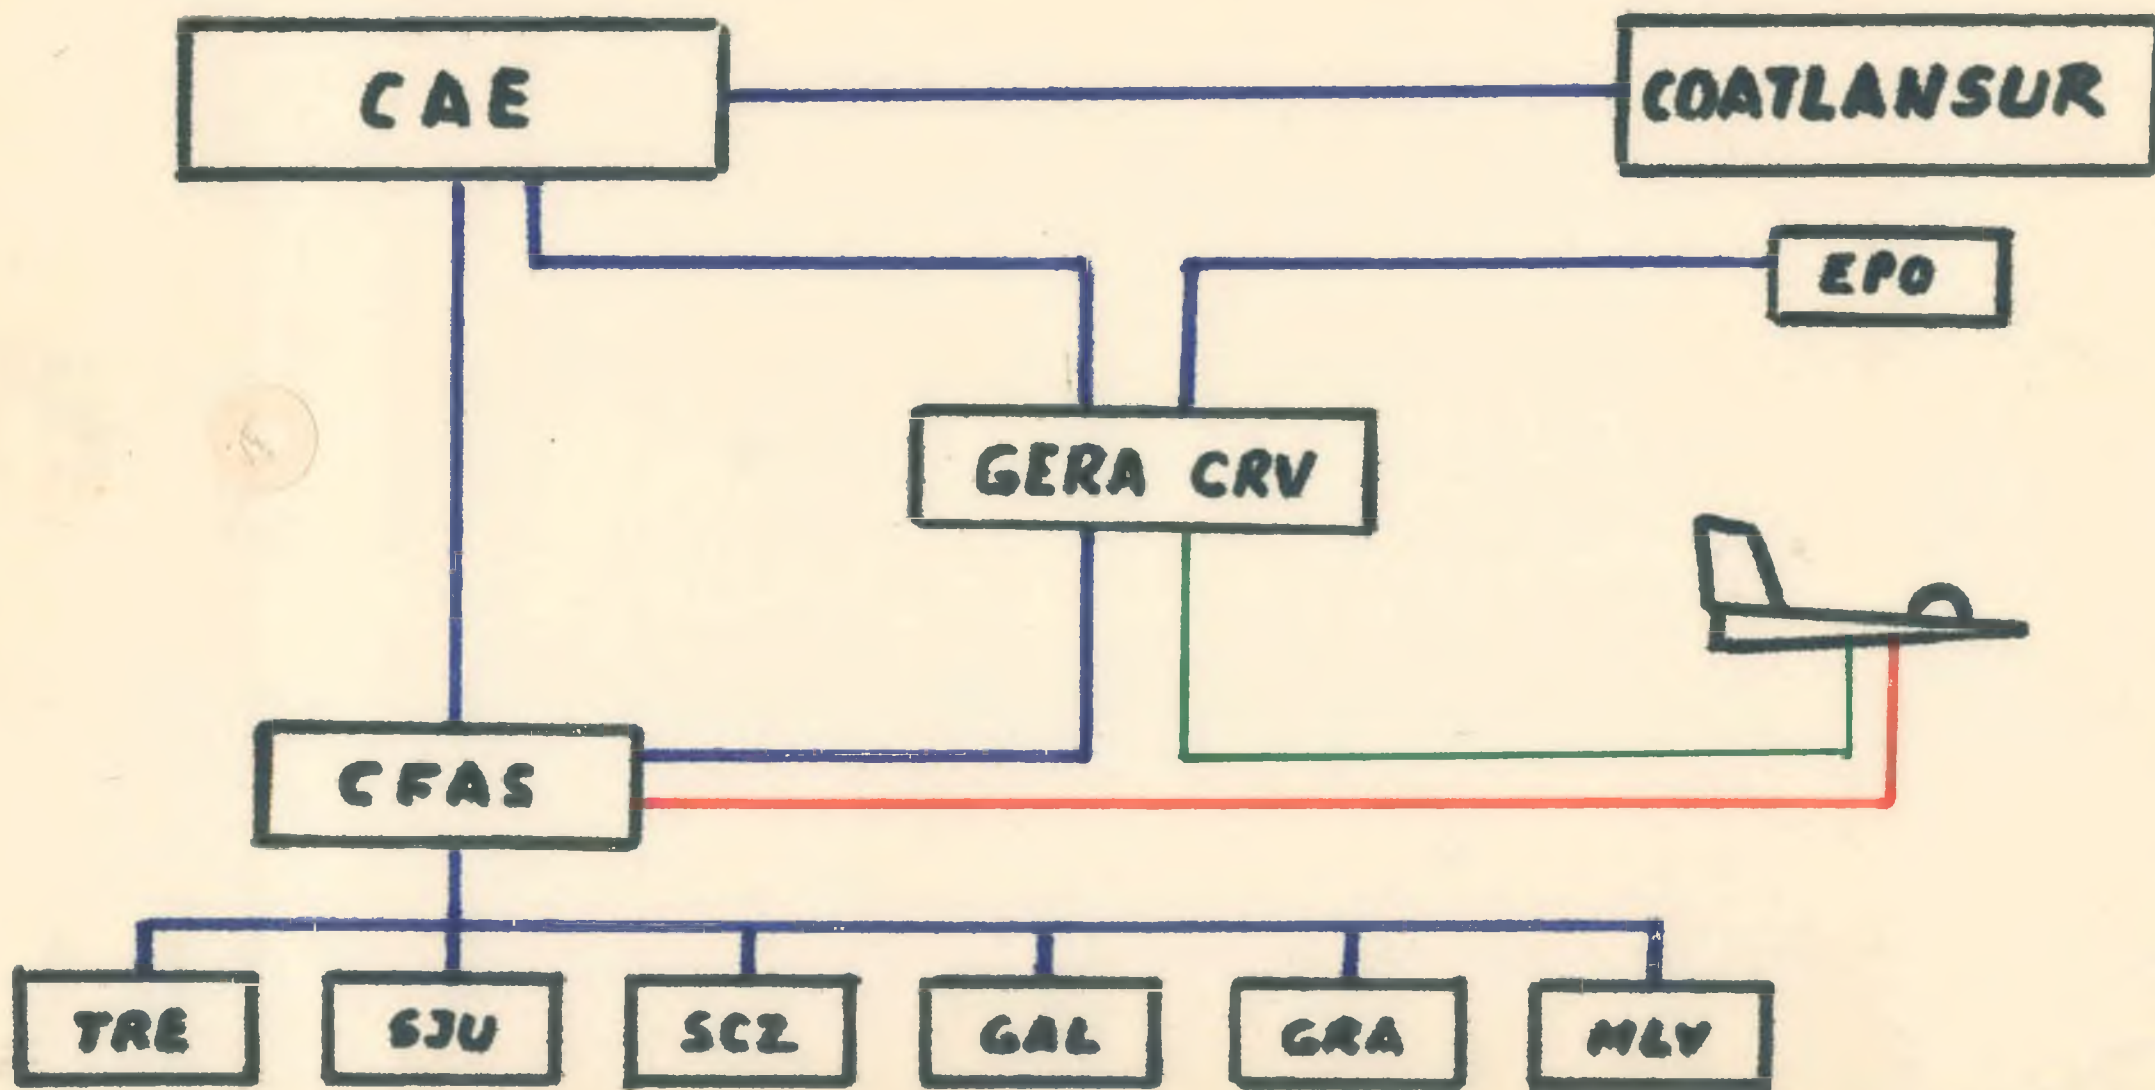 CAE
COATLANSUR
EPO
GERA CRV
CFAS
TRE
SJU
SCZ
GAL
GRA
MLV